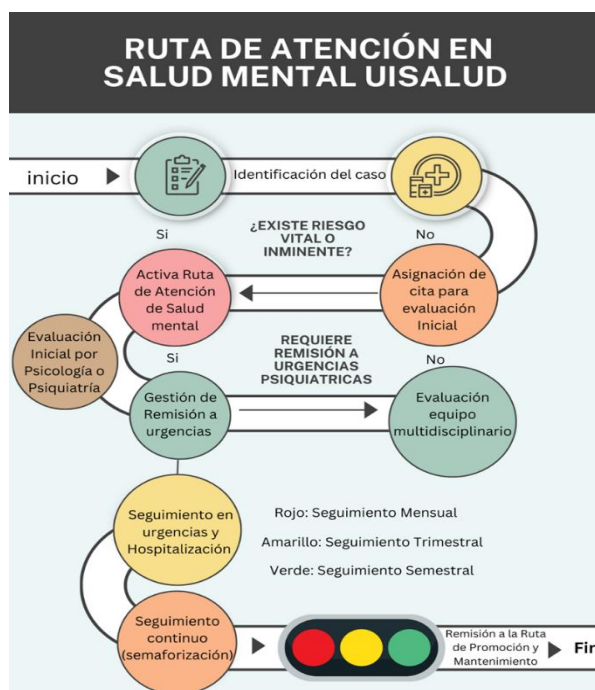 RUTA DE ATENCIÓN EN
SALUD MENTAL UISALUD
inicio
Identificación del caso
Si
¿EXISTE RIESGO
VITAL O
INMINENTE?
No
Activa Ruta
de Atención
de Salud
mental
Asignación de
cita para
evaluación
Inicial
Evaluación
Inicial por
Psicología o
Psiquiatría
Si
REQUIERE
REMISIÓN A
URGENCIAS
PSIQUIATRICAS
No
Gestión de
Remisión a
urgencias
Evaluación
equipo
multidisciplinario
Seguimiento en
urgencias y
Hospitalización
Rojo: Seguimiento Mensual
Amarillo: Seguimiento Trimestral
Verde: Seguimiento Semestral
Seguimiento
continuo
(semaforización)
Remisión a la Ruta
de Promoción y
Mantenimiento
Fin